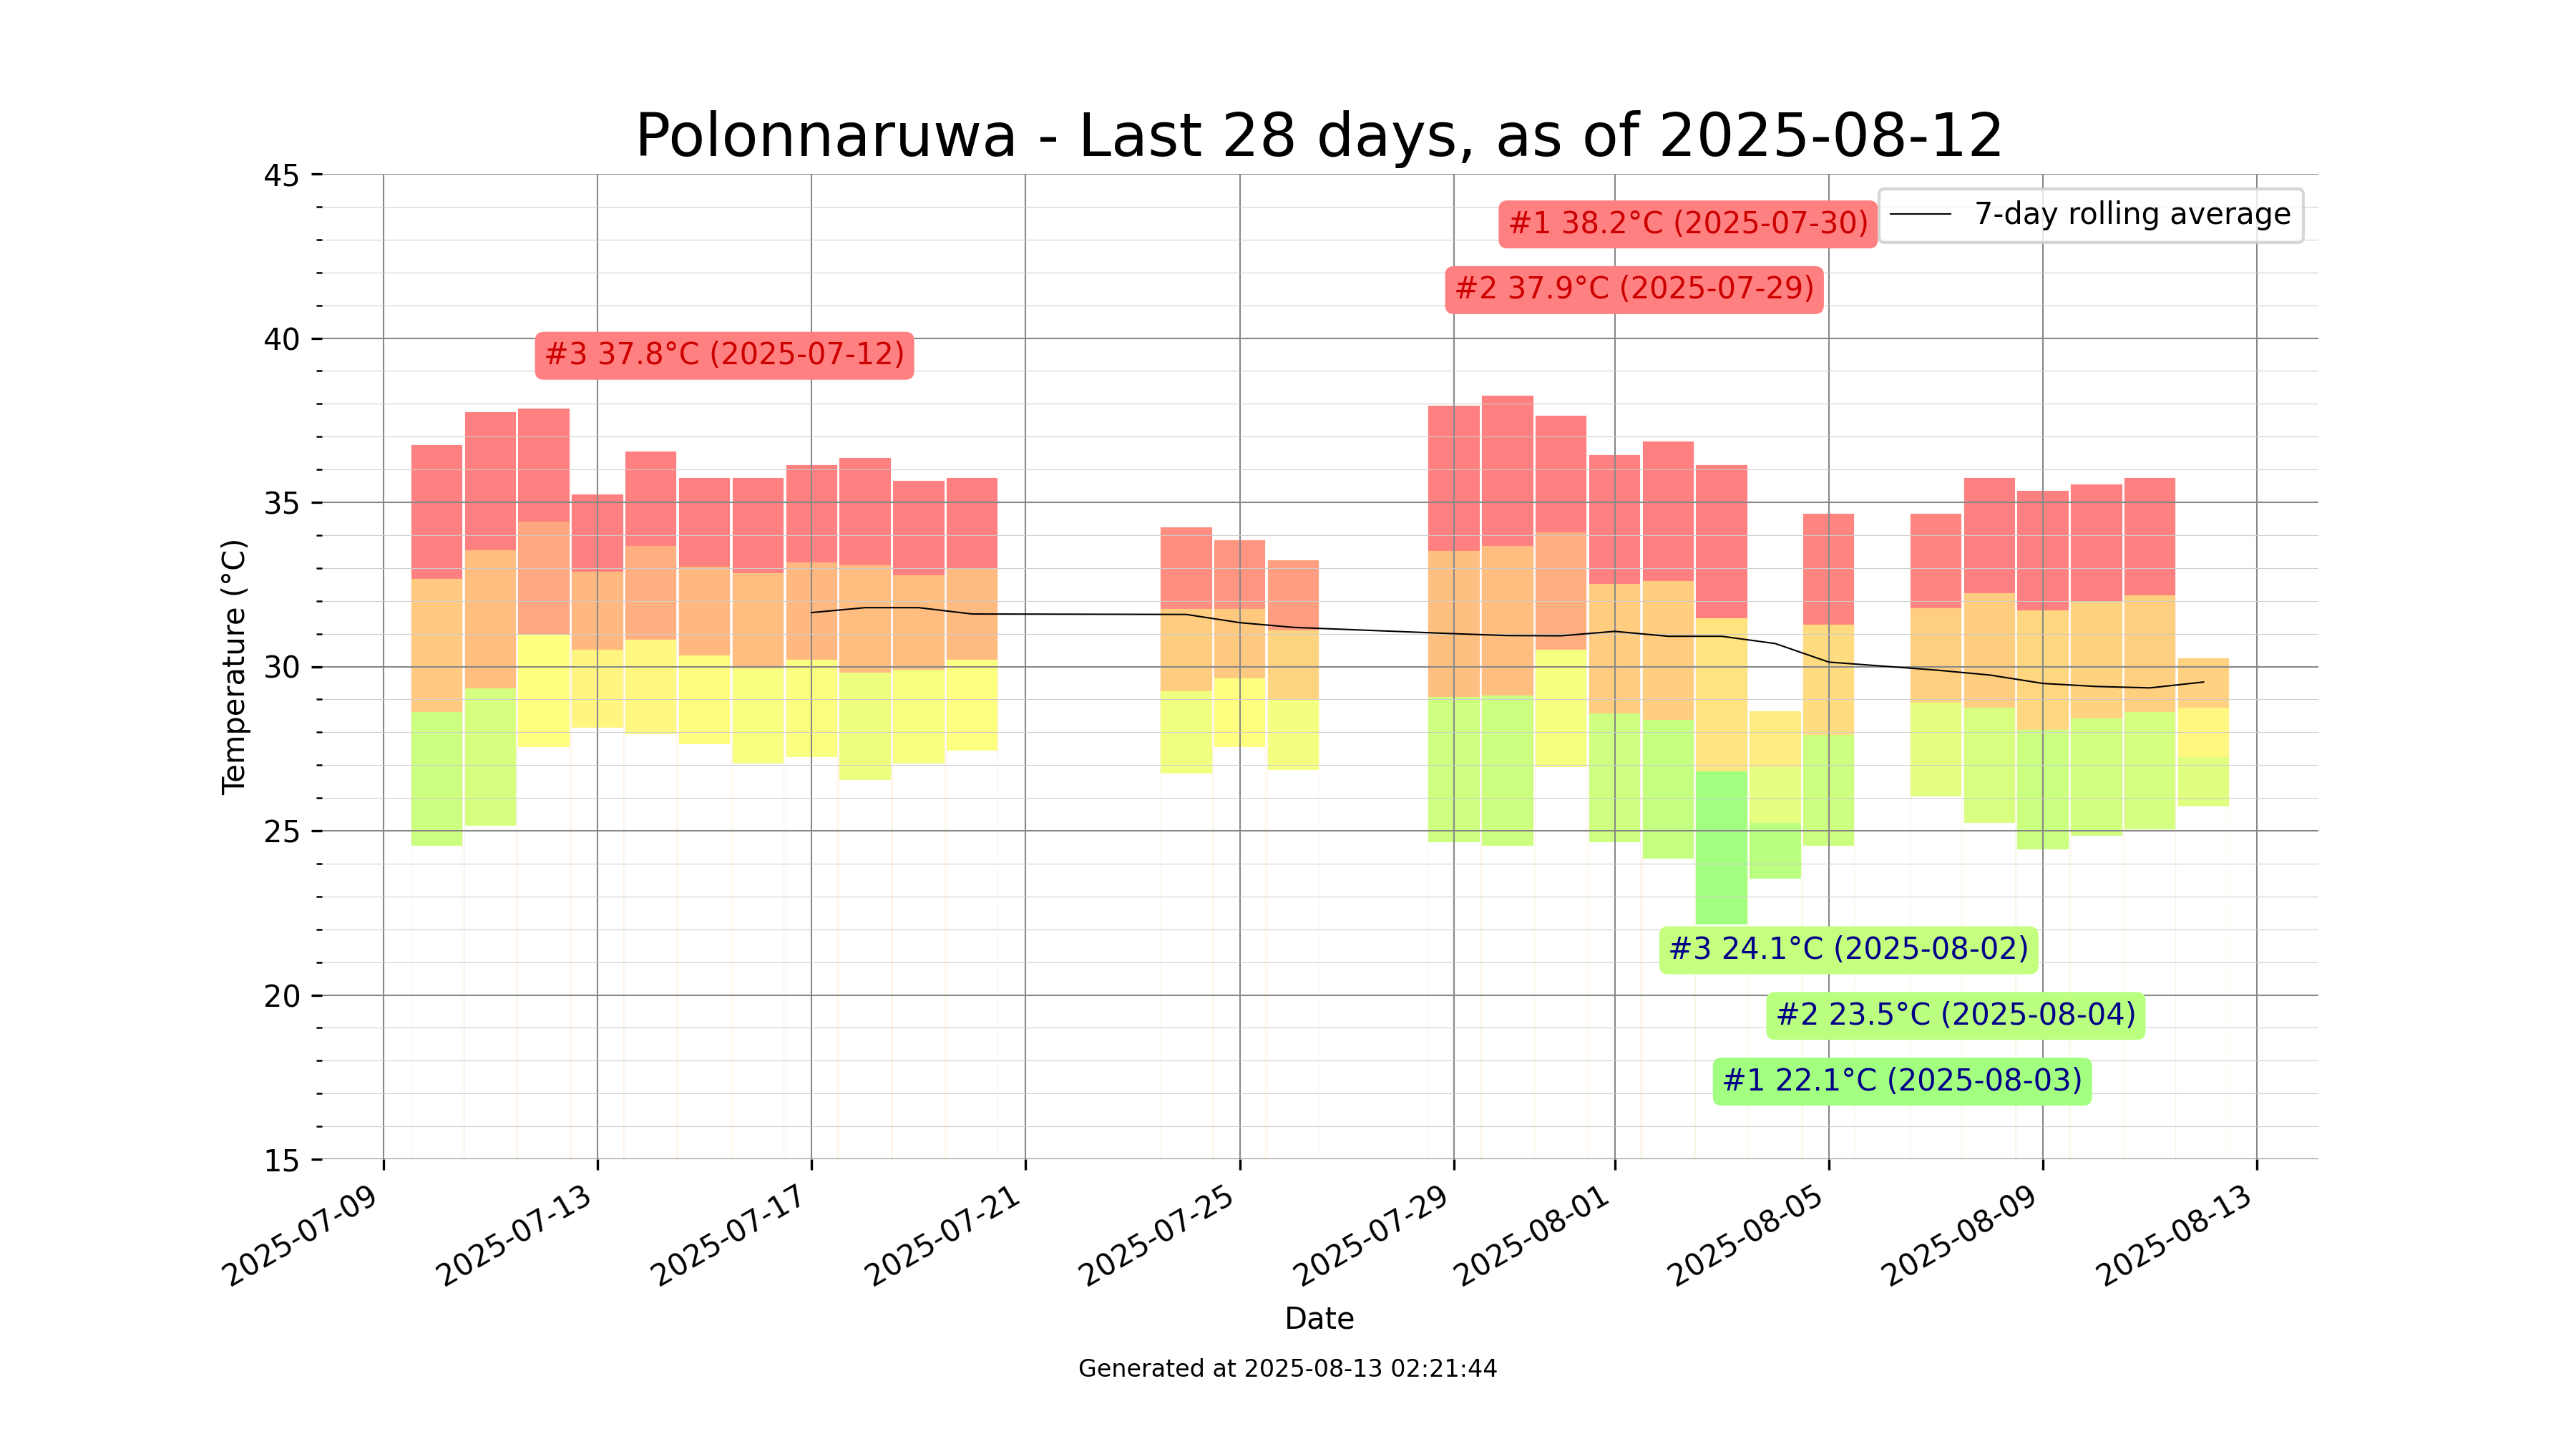 Polonnaruwa - Last 28 days, as of 2025-08-12
7-day rolling average
#1 38.2°C (2025-07-30)
#2 37.9°C (2025-07-29)
#3 37.8°C (2025-07-12)
#3 24.1°C (2025-08-02)
#2 23.5°C (2025-08-04)
#1 22.1°C (2025-08-03)
Temperature (°C)
45
40
35
30
25
20
15
2025-07-09
2025-07-13
2025-07-17
2025-07-21
2025-07-25
2025-07-29
2025-08-01
2025-08-05
2025-08-09
2025-08-13
Date
Generated at 2025-08-13 02:21:44